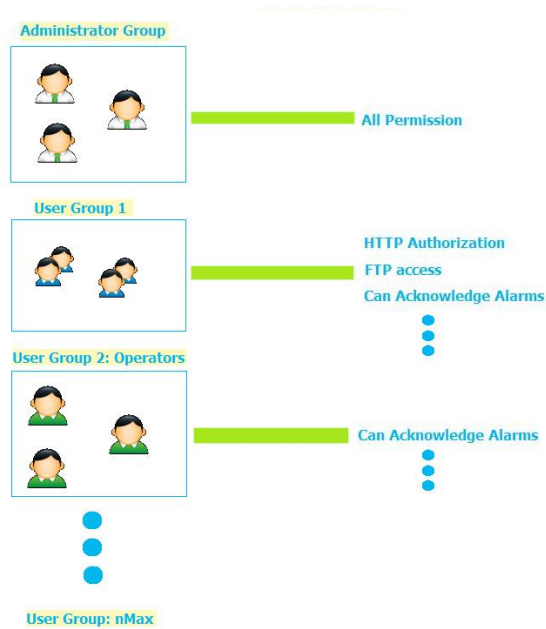 Administrator Group
All Permission
User Group 1
HTTP Authorization
FTP access
Can Acknowledge Alarms
User Group 2: Operators
Can Acknowledge Alarms
User Group: nMax